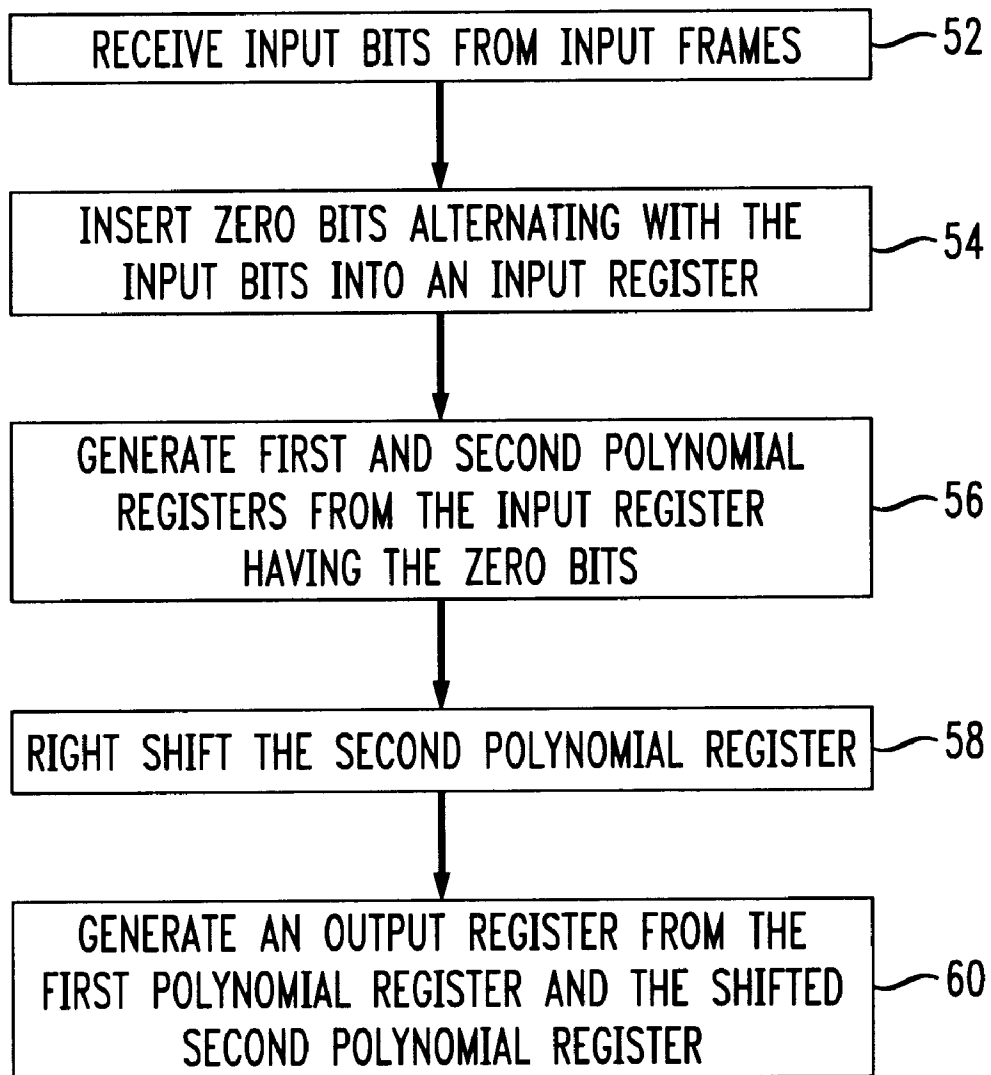 RECEIVE INPUT BITS FROM INPUT FRAMES
52
INSERT ZERO BITS ALTERNATING WITH THE
INPUT BITS INTO AN INPUT REGISTER
54
GENERATE FIRST AND SECOND POLYNOMIAL
REGISTERS FROM THE INPUT REGISTER
HAVING THE ZERO BITS
56
RIGHT SHIFT THE SECOND POLYNOMIAL REGISTER
58
GENERATE AN OUTPUT REGISTER FROM THE
FIRST POLYNOMIAL REGISTER AND THE SHIFTED
SECOND POLYNOMIAL REGISTER
60